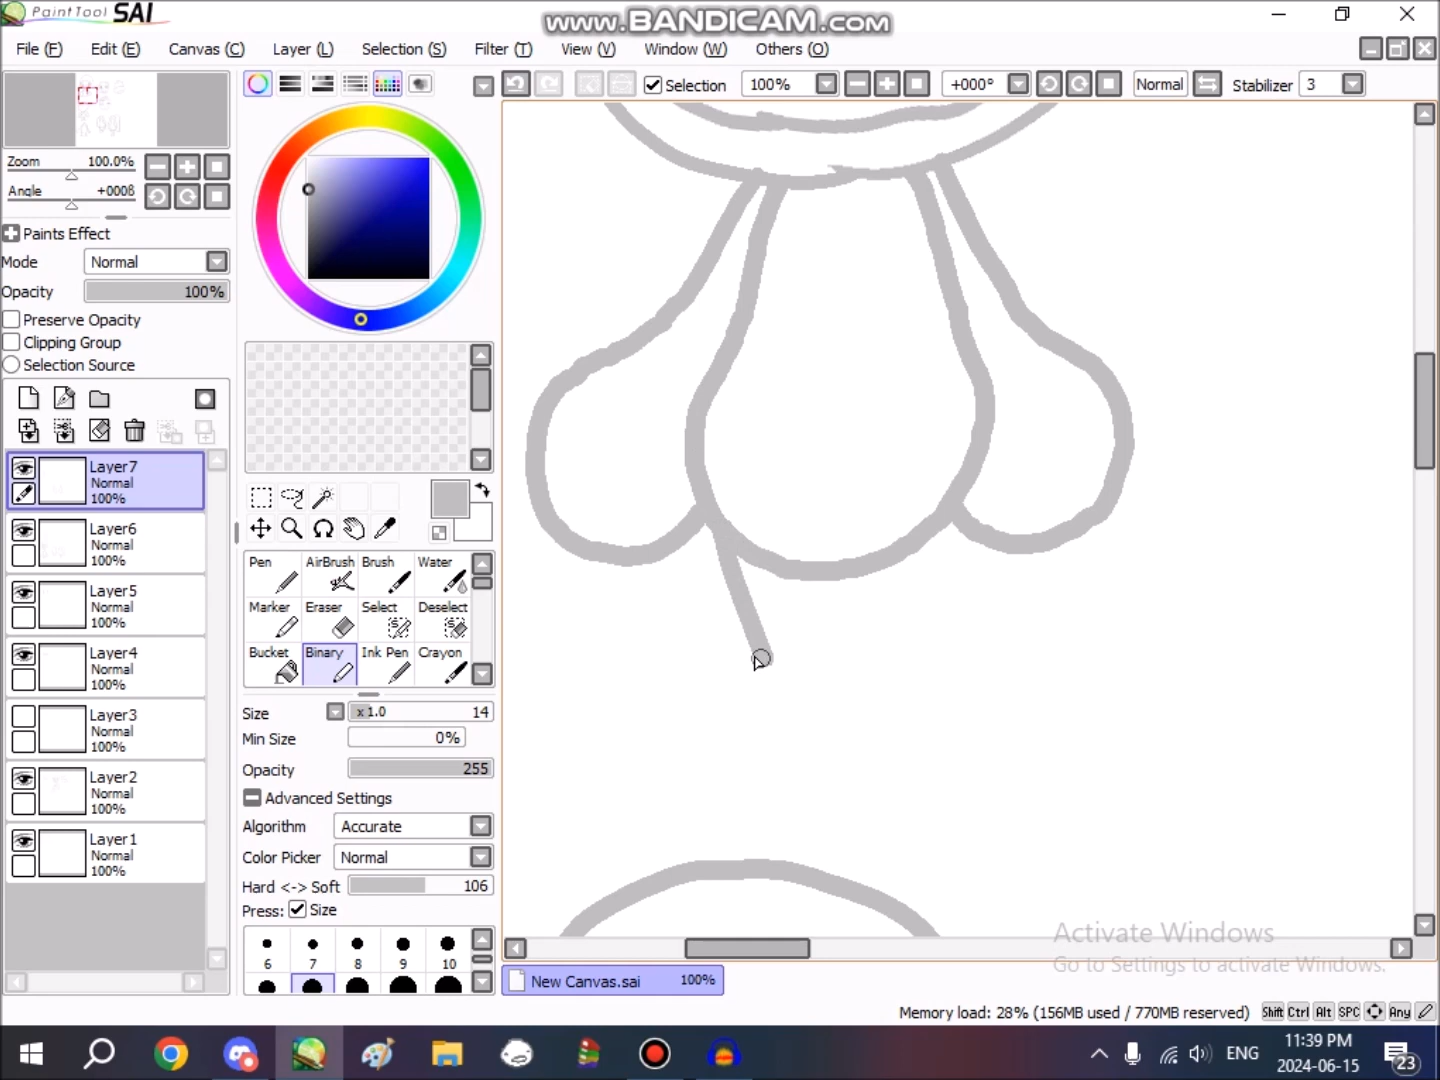 PaintTool SAI
www.BANDICAM.com
File (F) Edit (E) Canvas (C) Layer (L) Selection (S) Filter (T) View (V) Window (W) Others (O)
Selection 100% +000° Normal Stabilizer 3
Zoom 100.0%
Angle +000ß
Paints Effect
Mode Normal
Opacity 100%
Preserve Opacity
Clipping Group
Selection Source
Layer7
Normal
100%
Layer6
Normal
100%
Layer5
Normal
100%
Layer4
Normal
100%
Layer3
Normal
100%
Layer2
Normal
100%
Layer1
Normal
100%
Pen AirBrush Brush Water
Marker Eraser Select Deselect
Bucket Binary Ink Pen Crayon
Size x 1.0 14
Min Size 0%
Opacity 255
Advanced Settings
Algorithm Accurate
Color Picker Normal
Hard <-> Soft 106
Press: Size
6 7 8 9 10
Activate Windows
Go to Settings to activate Windows.
New Canvas.sai 100%
Memory load: 28% (156MB used / 770MB reserved) Shift Ctrl Alt SPC Any
ENG
11:39 PM
2024-06-15
23